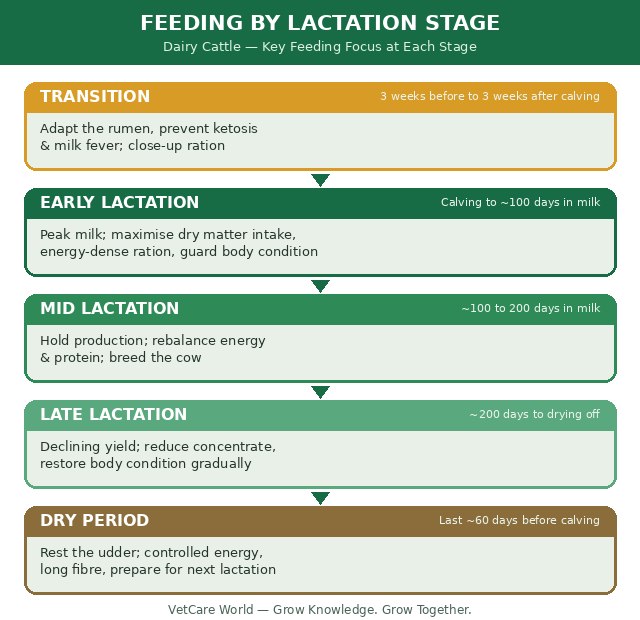 FEEDING BY LACTATION STAGE
Dairy Cattle — Key Feeding Focus at Each Stage
TRANSITION
3 weeks before to 3 weeks after calving
Adapt the rumen, prevent ketosis
& milk fever; close-up ration
EARLY LACTATION
Calving to ~100 days in milk
Peak milk; maximise dry matter intake,
energy-dense ration, guard body condition
MID LACTATION
~100 to 200 days in milk
Hold production; rebalance energy
& protein; breed the cow
LATE LACTATION
~200 days to drying off
Declining yield; reduce concentrate,
restore body condition gradually
DRY PERIOD
Last ~60 days before calving
Rest the udder; controlled energy,
long fibre, prepare for next lactation
VetCare World — Grow Knowledge. Grow Together.